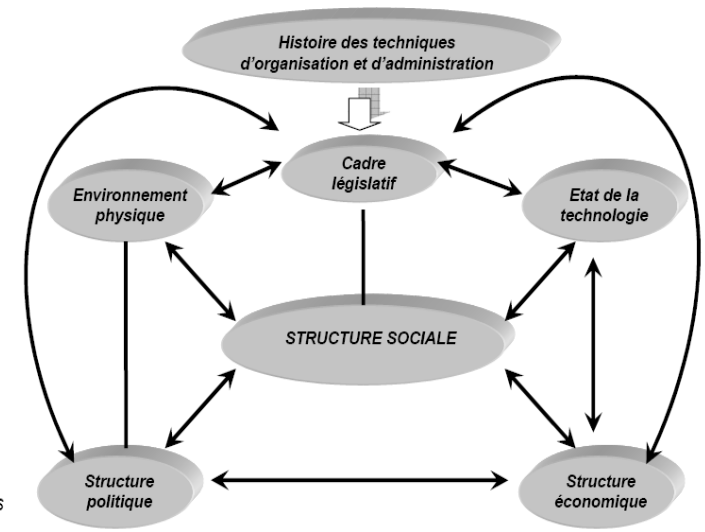 Histoire des techniques
d'organisation et d'administration
Cadre
législatif
Environnement
physique
Etat de la
technologie
STRUCTURE SOCIALE
Structure
politique
Structure
économique
s